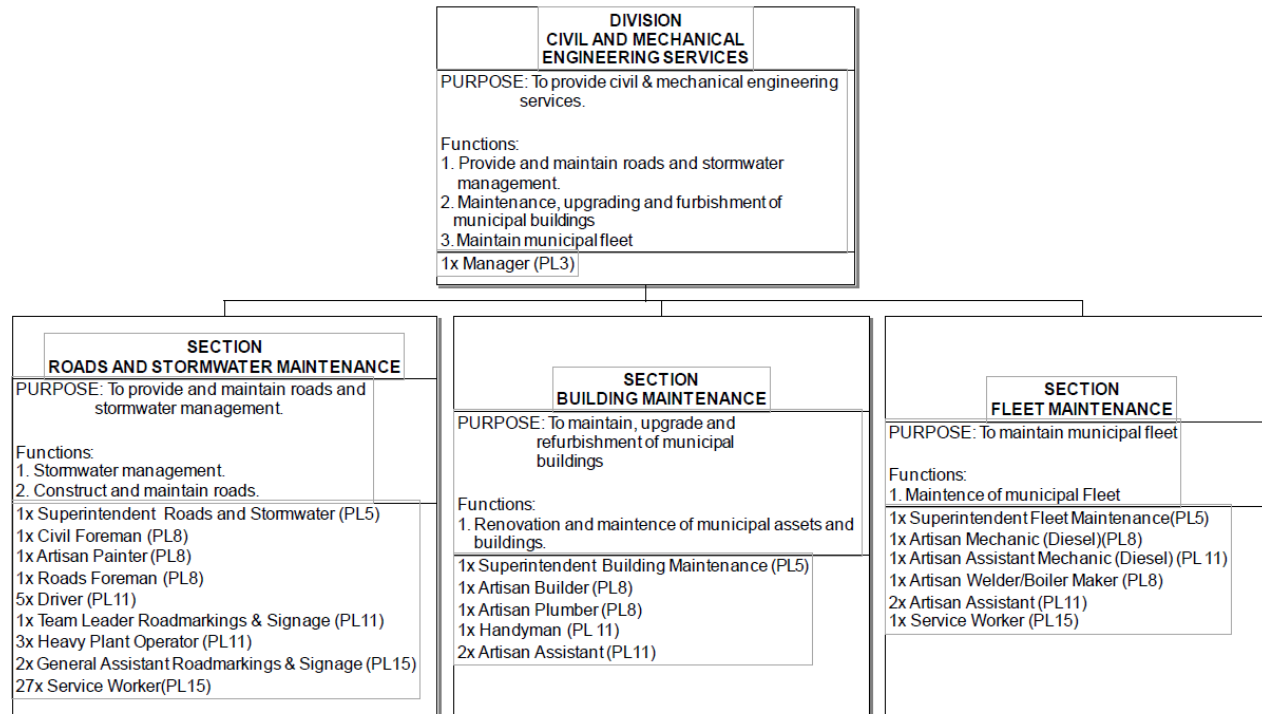 DIVISION
CIVIL AND MECHANICAL
ENGINEERING SERVICES
PURPOSE: To provide civil & mechanical engineering
services.
Functions:
1. Provide and maintain roads and stormwater
management.
2. Maintenance, upgrading and furbishment of
municipal buildings
3. Maintain municipal fleet
1x Manager (PL3)
SECTION
ROADS AND STORMWATER MAINTENANCE
PURPOSE: To provide and maintain roads and
stormwater management.
Functions:
1. Stormwater management.
2. Construct and maintain roads.
1x Superintendent Roads and Stormwater (PL5)
1x Civil Foreman (PL8)
1x Artisan Painter (PL8)
1x Roads Foreman (PL8)
5x Driver (PL11)
1x Team Leader Roadmarkings & Signage (PL11)
3x Heavy Plant Operator (PL11)
2x General Assistant Roadmarkings & Signage (PL15)
27x Service Worker(PL15)
SECTION
BUILDING MAINTENANCE
PURPOSE: To maintain, upgrade and
refurbishment of municipal
buildings
Functions:
1. Renovation and maintence of municipal assets and
buildings.
1x Superintendent Building Maintenance (PL5)
1x Artisan Builder (PL8)
1x Artisan Plumber (PL8)
1x Handyman (PL 11)
2x Artisan Assistant (PL11)
SECTION
FLEET MAINTENANCE
PURPOSE: To maintain municipal fleet
Functions:
1. Maintence of municipal Fleet
1x Superintendent Fleet Maintenance(PL5)
1x Artisan Mechanic (Diesel)(PL8)
1x Artisan Assistant Mechanic (Diesel) (PL 11)
1x Artisan Welder/Boiler Maker (PL8)
2x Artisan Assistant (PL11)
1x Service Worker (PL15)